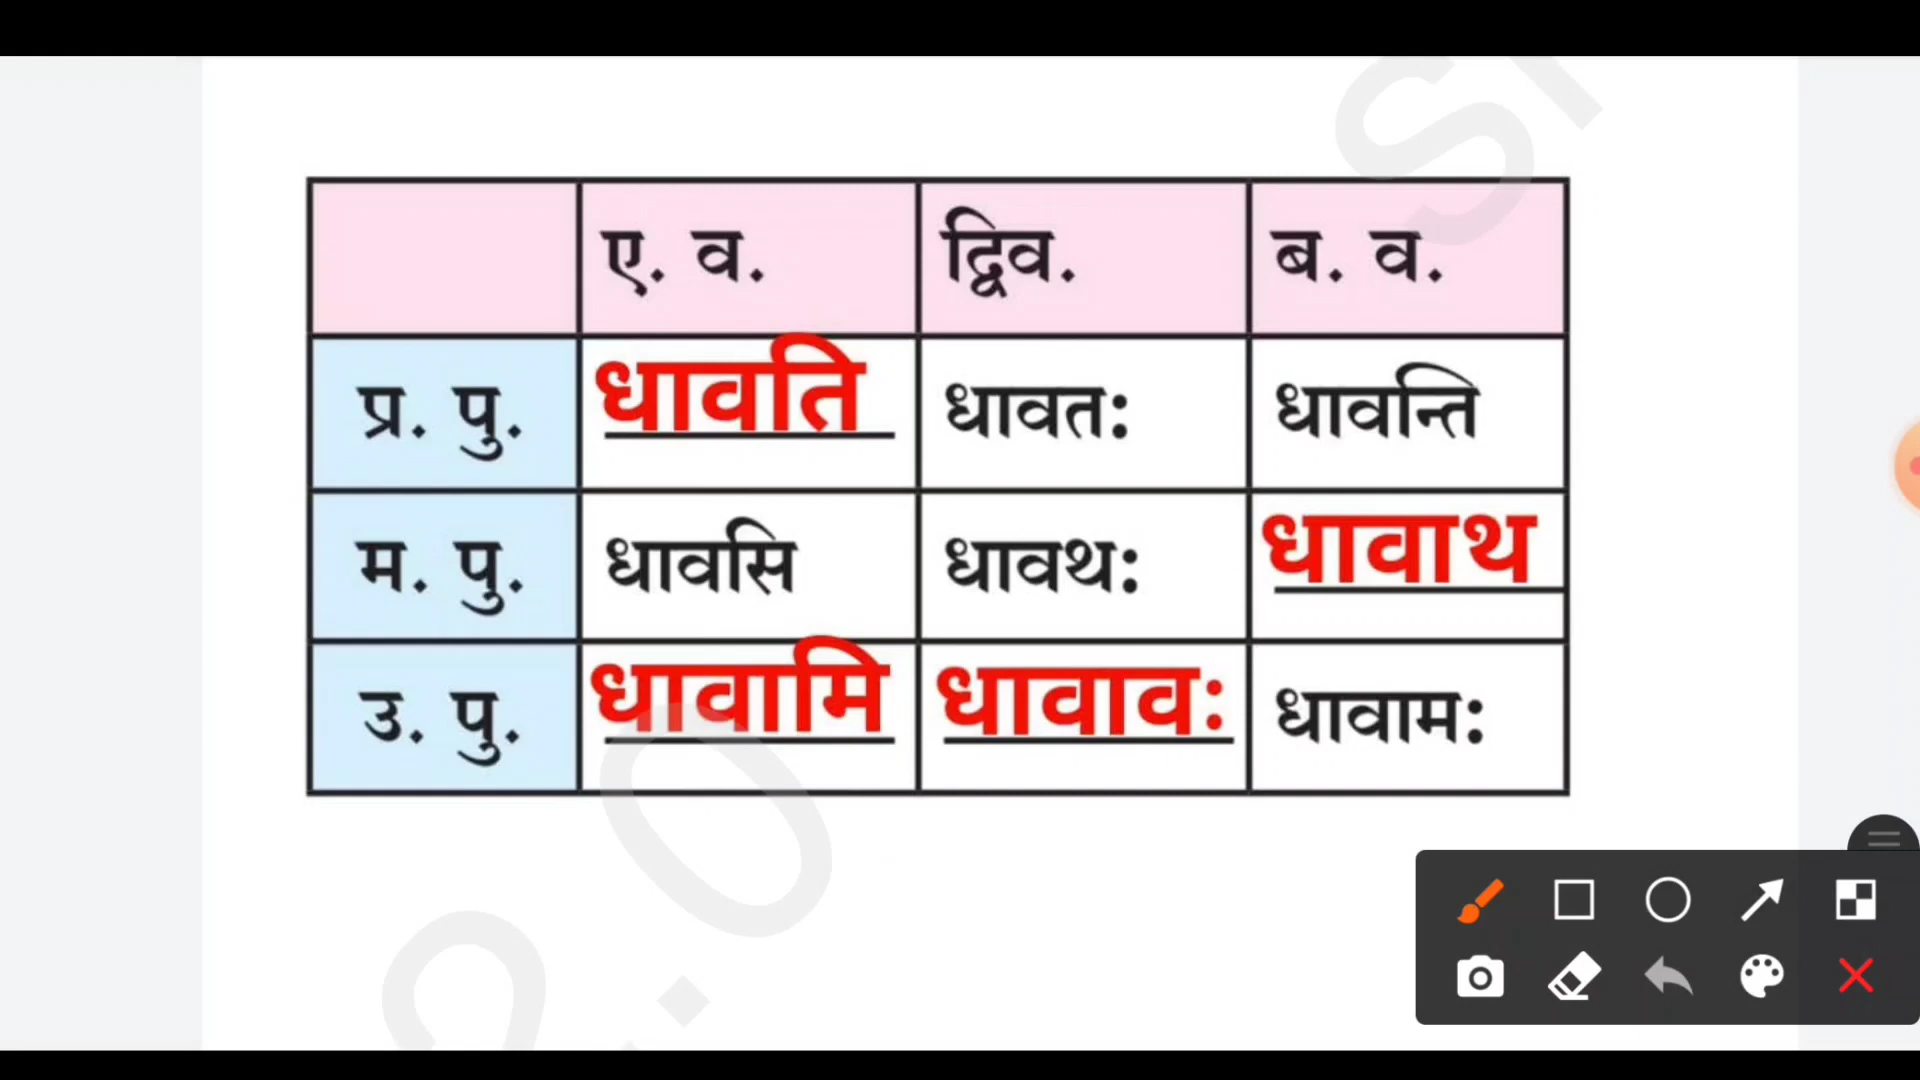 ए. व. द्विव. ब. व.
प्र. पु. धावति धावतः धावन्ति
म. पु. धावसि धावथः धावाथ
उ. पु. धावामि धावावः धावामः